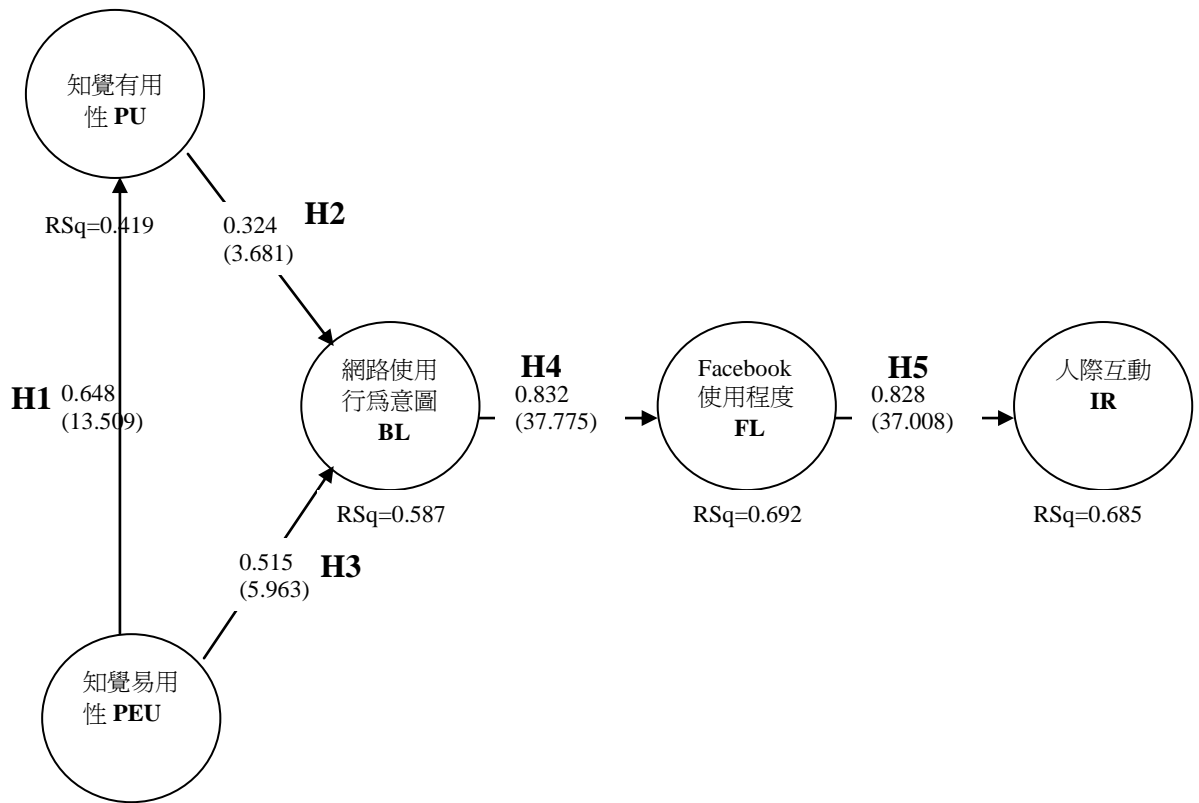 知覺有用
性 PU
RSq=0.419
0.324
(3.681)
H2
H1
0.648
(13.509)
網路使用
行為意圖
BL
RSq=0.587
H4
0.832
(37.775)
Facebook
使用程度
FL
RSq=0.692
H5
0.828
(37.008)
人際互動
IR
RSq=0.685
0.515
(5.963)
H3
知覺易用
性 PEU